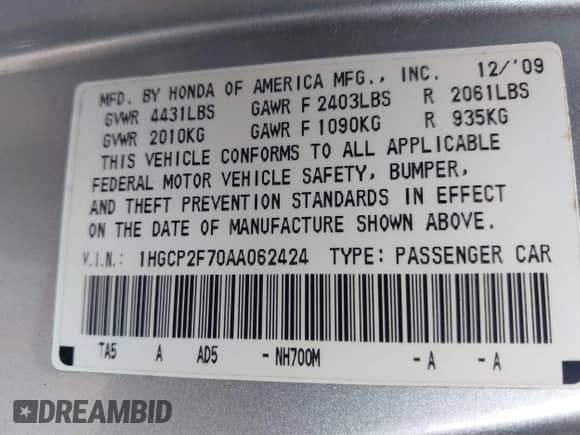 MFD. BY HONDA OF AMERICA MFG., INC. 12/'09
GVWR 4431LBS GAWR F 2403LBS R 2061LBS
GVWR 2010KG GAWR F 1090KG R 935KG
THIS VEHICLE CONFORMS TO ALL APPLICABLE
FEDERAL MOTOR VEHICLE SAFETY, BUMPER,
AND THEFT PREVENTION STANDARDS IN EFFECT
ON THE DATE OF MANUFACTURE SHOWN ABOVE.
V.I.N.: 1HGCP2F70AA062424 TYPE: PASSENGER CAR
TA5 A AD5 - NH700M - A - A
DREAMBID